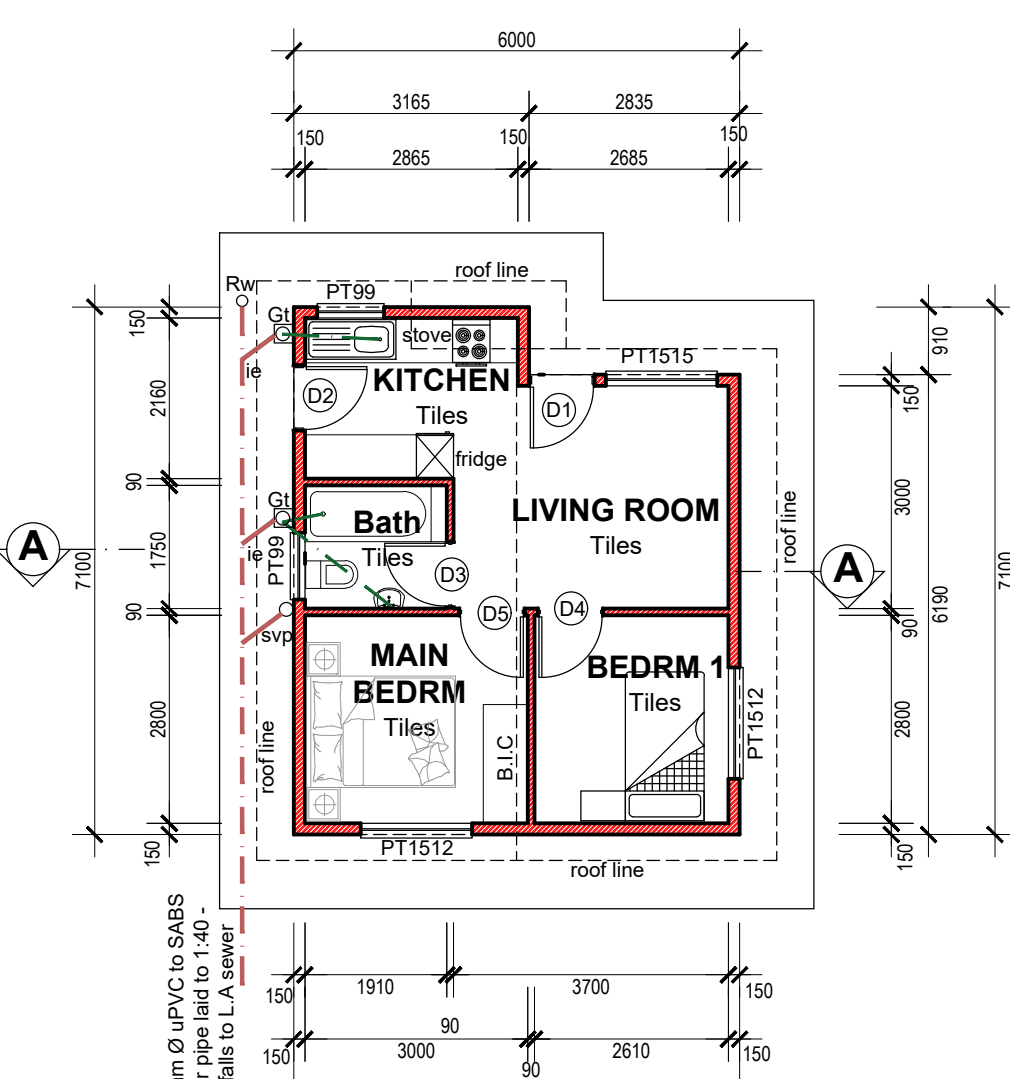 6000
3165
2835
150
150
150
2865
2685
roof line
Rw
PT99
Gt
stove
ie
KITCHEN
PT1515
D2
Tiles
D1
fridge
Gt
Bath
LIVING ROOM
Tiles
Tiles
ie
PT99
D3
svp
D5
D4
MAIN
BEDRM
Tiles
BEDRM 1
Tiles
B.I.C
PT1512
PT1512
roof line
roof line
roof line
A
A
7100
150
2160
90
1750
90
2800
150
910
150
3000
90
2800
150
6190
7100
150
1910
3700
150
90
150
3000
2610
150
90
Ø uPVC to SABS
pipe laid to 1:40 -
falls to L.A sewer